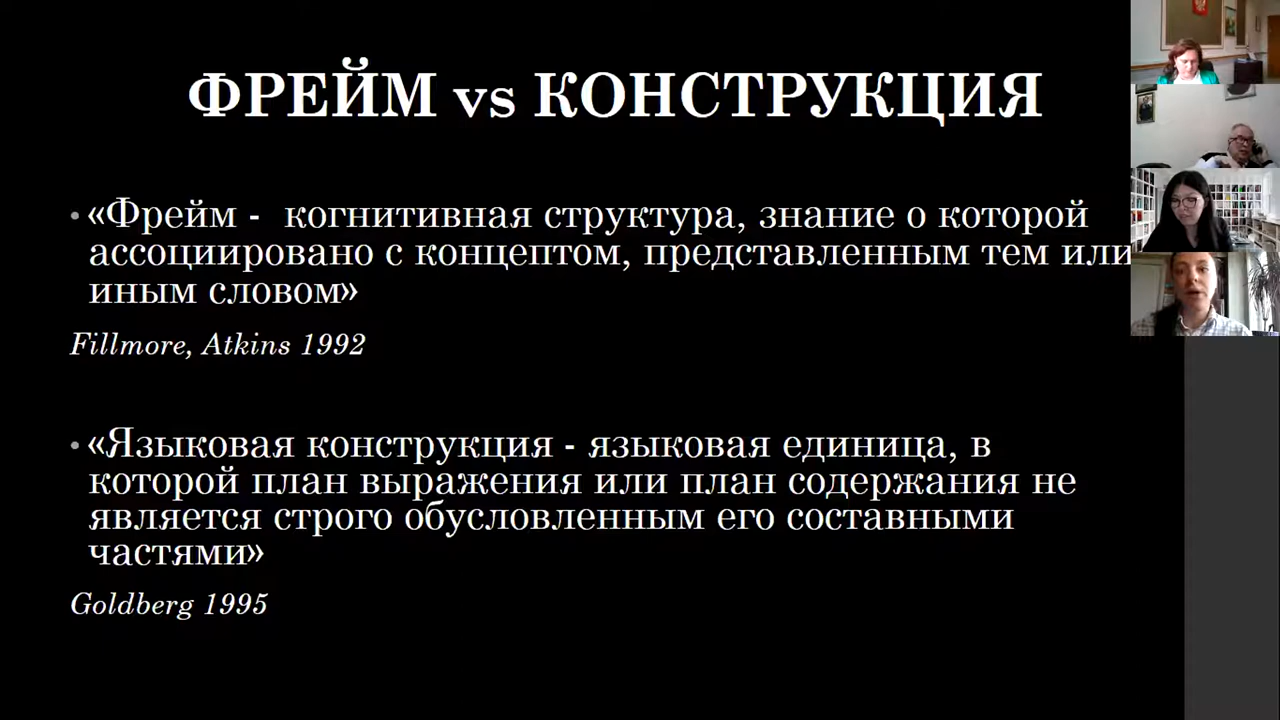 ФРЕЙМ vs КОНСТРУКЦИЯ
• «Фрейм - когнитивная структура, знание о которой
ассоциировано с концептом, представленным тем или
иным словом»
Fillmore, Atkins 1992
• «Языковая конструкция - языковая единица, в
которой план выражения или план содержания не
является строго обусловленным его составными
частями»
Goldberg 1995